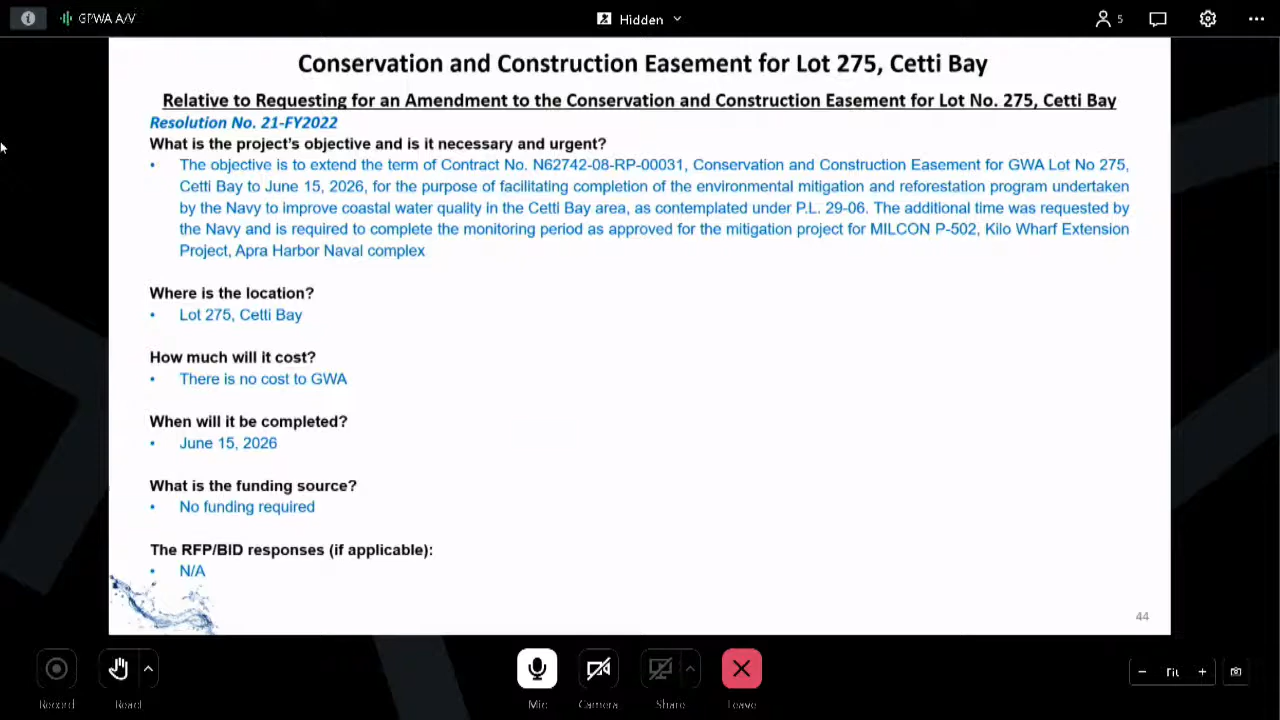 GPWA A/V
Hidden
5
Conservation and Construction Easement for Lot 275, Cetti Bay
Relative to Requesting for an Amendment to the Conservation and Construction Easement for Lot No. 275, Cetti Bay
Resolution No. 21-FY2022
What is the project's objective and is it necessary and urgent?
• The objective is to extend the term of Contract No. N62742-08-RP-00031, Conservation and Construction Easement for GWA Lot No 275,
Cetti Bay to June 15, 2026, for the purpose of facilitating completion of the environmental mitigation and reforestation program undertaken
by the Navy to improve coastal water quality in the Cetti Bay area, as contemplated under P.L. 29-06. The additional time was requested by
the Navy and is required to complete the monitoring period as approved for the mitigation project for MILCON P-502, Kilo Wharf Extension
Project, Apra Harbor Naval complex
Where is the location?
• Lot 275, Cetti Bay
How much will it cost?
• There is no cost to GWA
When will it be completed?
• June 15, 2026
What is the funding source?
• No funding required
The RFP/BID responses (if applicable):
• N/A
44
Record
React
Mic
Camera
Share
Leave
Fit